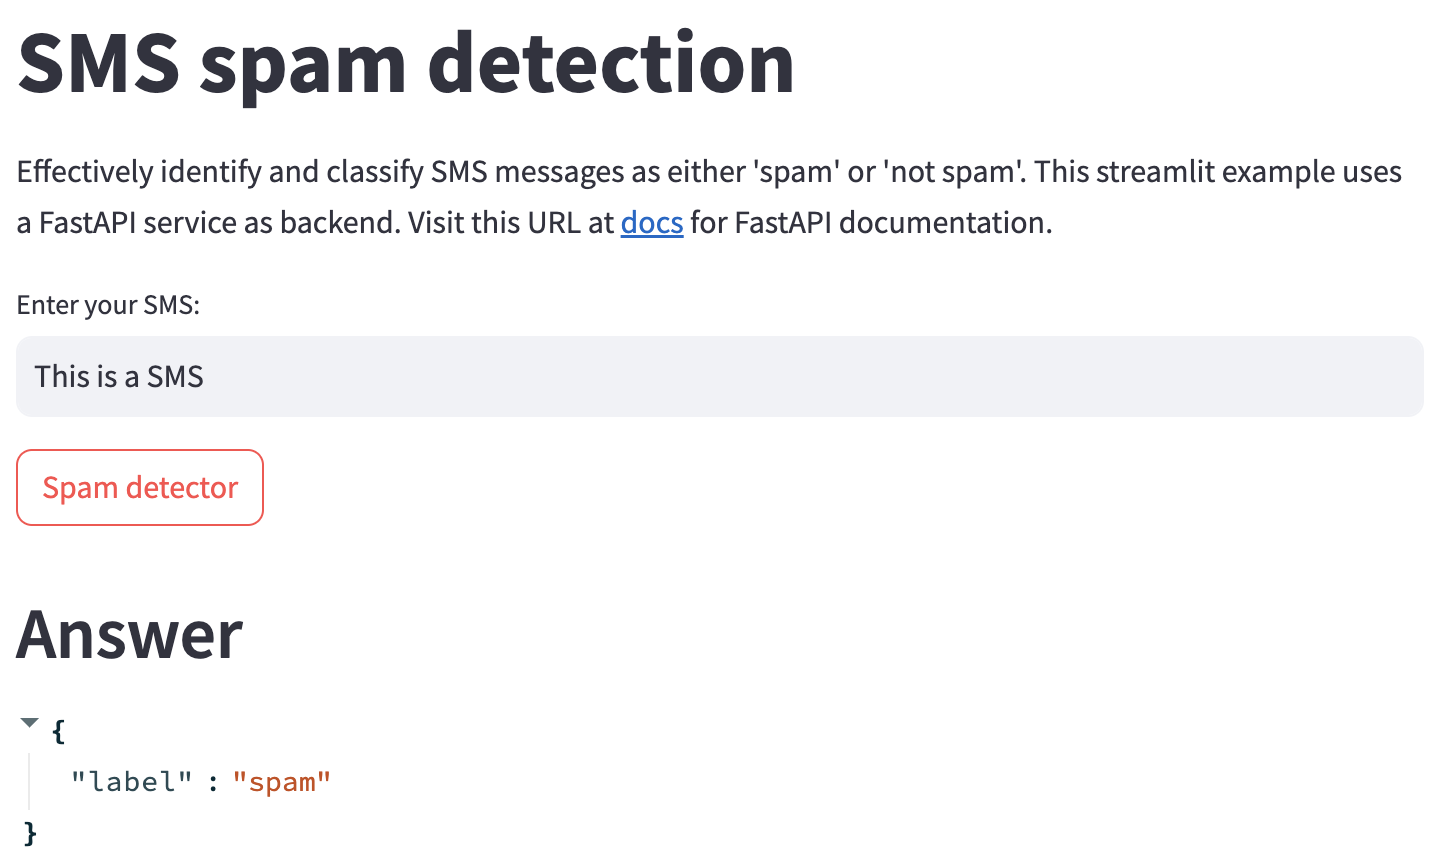 SMS spam detection
Effectively identify and classify SMS messages as either 'spam' or 'not spam'. This streamlit example uses
a FastAPI service as backend. Visit this URL at docs for FastAPI documentation.
Enter your SMS:
This is a SMS
Spam detector
Answer
{
"label" : "spam"
}